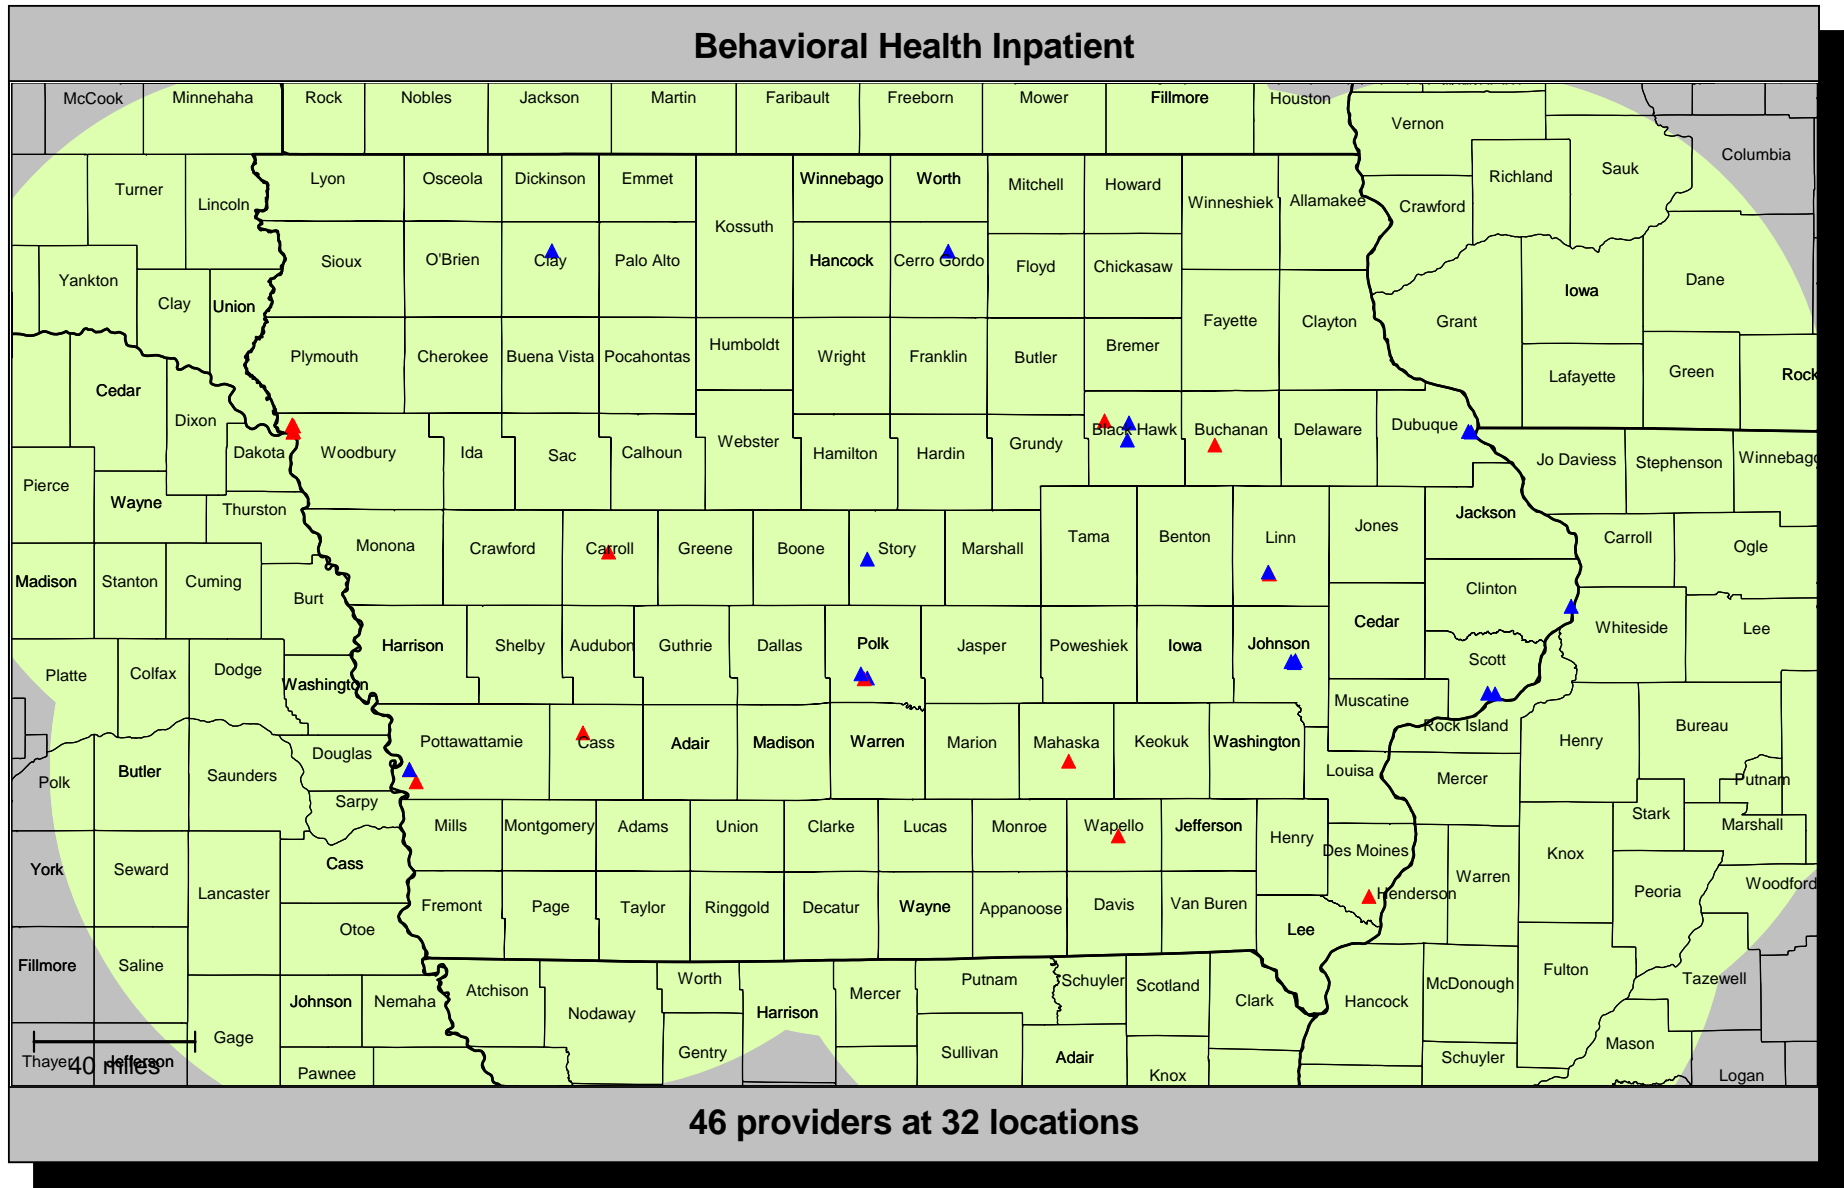 Behavioral Health Inpatient
McCook Minnehaha Rock Nobles Jackson Martin Faribault Freeborn Mower Fillmore Houston
Vernon
Columbia
Turner Lincoln Lyon Osceola Dickinson Emmet Winnebago Worth Mitchell Howard Richland Sauk
Kossuth Winneshiek Allamakee Crawford
Yankton Sioux O'Brien Clay Palo Alto Hancock Cerro Gordo Floyd Chickasaw Iowa Dane
Clay Union Fayette Clayton Grant
Cedar Plymouth Cherokee Buena Vista Pocahontas Humboldt Wright Franklin Butler Bremer Lafayette Green Rock
Dixon Black Hawk Buchanan Delaware Dubuque
Pierce Dakota Woodbury Ida Sac Calhoun Webster Hamilton Hardin Grundy Jo Daviess Stephenson Winnebago
Wayne Thurston Jackson
Monona Crawford Carroll Greene Boone Story Marshall Tama Benton Linn Jones Carroll Ogle
Madison Stanton Cuming Burt Clinton
Cedar Whiteside Lee
Platte Colfax Dodge Washington Harrison Shelby Audubon Guthrie Dallas Polk Jasper Poweshiek Iowa Johnson Scott
Muscatine Rock Island Bureau
Polk Butler Saunders Douglas Pottawattamie Cass Adair Madison Warren Marion Mahaska Keokuk Washington Henry
Sarpy Louisa Mercer Putnam
Mills Montgomery Adams Union Clarke Lucas Monroe Wapello Jefferson Henry Stark Marshall
York Seward Cass Des Moines Knox
Lancaster Warren Peoria Woodford
Otoe Fremont Page Taylor Ringgold Decatur Wayne Appanoose Davis Van Buren Henderson
Lee
Fillmore Saline Fulton Tazewell
Johnson Nemaha Atchison Worth Mercer Putnam Schuyler Scotland Clark Hancock McDonough
Gage Nodaway Harrison
Thayer Jefferson Gentry Sullivan Adair Schuyler Mason
40 miles
Pawnee Knox Logan
46 providers at 32 locations